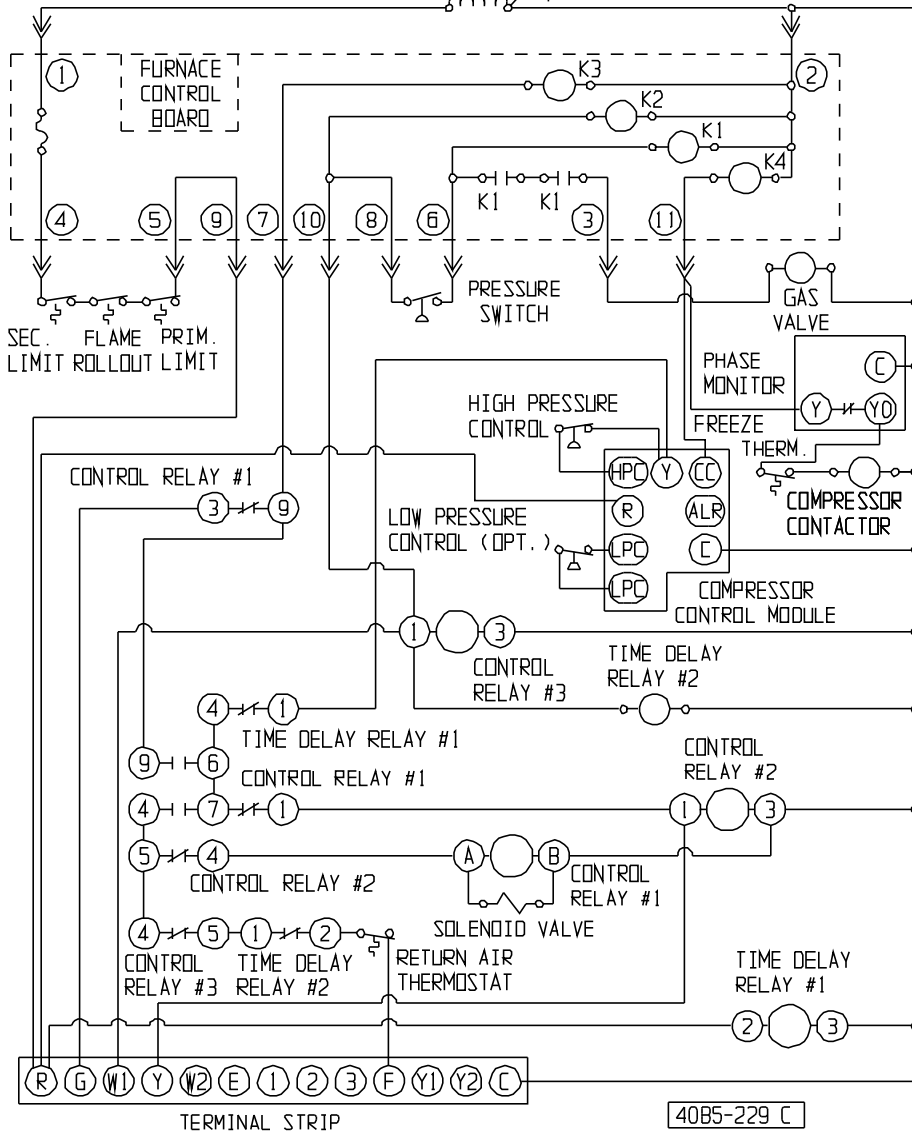 1
FURNACE
CONTROL
BOARD
K3
2
K2
K1
K4
K1 K1
4 5 9 7 10 8 6 3 11
PRESSURE
SWITCH
GAS
VALVE
SEC. FLAME PRIM.
LIMIT ROLLOUT LIMIT
PHASE
MONITOR
C
Y YO
HIGH PRESSURE
CONTROL
FREEZE
THERM.
HPC Y CC
CONTROL RELAY #1
3 9
R ALR
COMPRESSOR
CONTACTOR
LOW PRESSURE
CONTROL (OPT.)
LPC C
LPC
COMPRESSOR
CONTROL MODULE
1 3
CONTROL
RELAY #3
TIME DELAY
RELAY #2
4 1
TIME DELAY RELAY #1
9 6
CONTROL RELAY #1
CONTROL
RELAY #2
4 7 1 1 3
5 4 A B
CONTROL RELAY #2
CONTROL
RELAY #1
SOLENOID VALVE
4 5 1 2
CONTROL
RELAY #3
TIME DELAY
RELAY #2
RETURN AIR
THERMOSTAT
TIME DELAY
RELAY #1
2 3
R G W1 Y W2 E 1 2 3 F Y1 Y2 C
TERMINAL STRIP
40B5-229 C